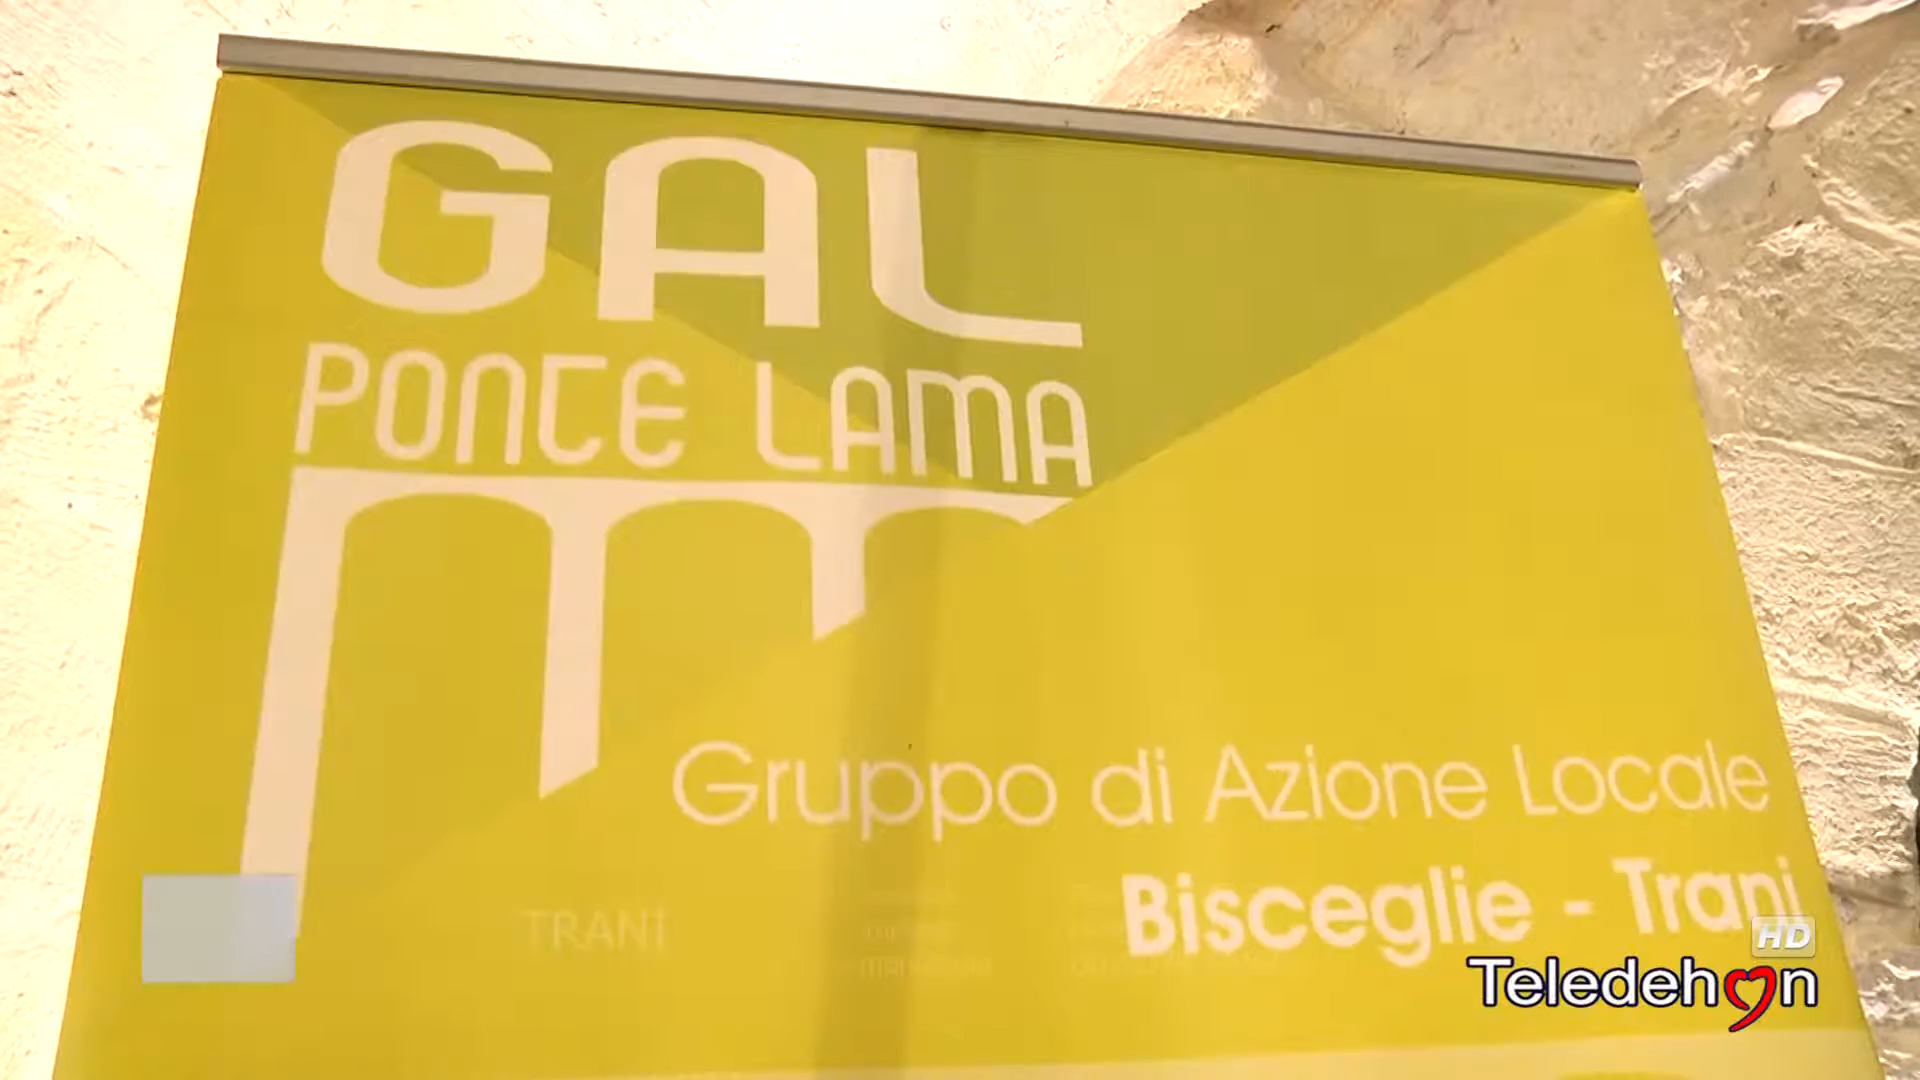 GAL
PONTE LAMA
Gruppo di Azione Locale
Bisceglie - Trani
TRANI
HD
Teledehon